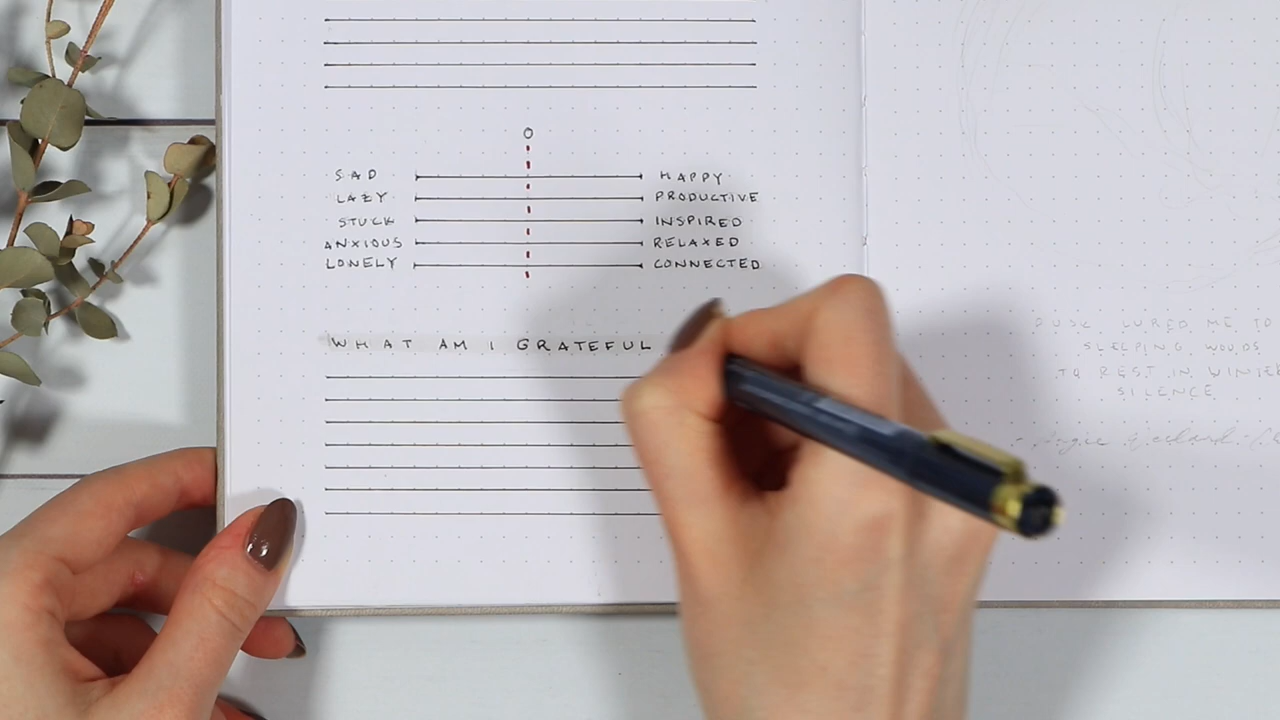 O
SAD HAPPY
LAZY PRODUCTIVE
STUCK INSPIRED
ANXIOUS RELAXED
LONELY CONNECTED
WHAT AM I GRATEFUL
DUSK LURED ME TO
SLEEPING WOODS
TO REST IN WINTER
SILENCE